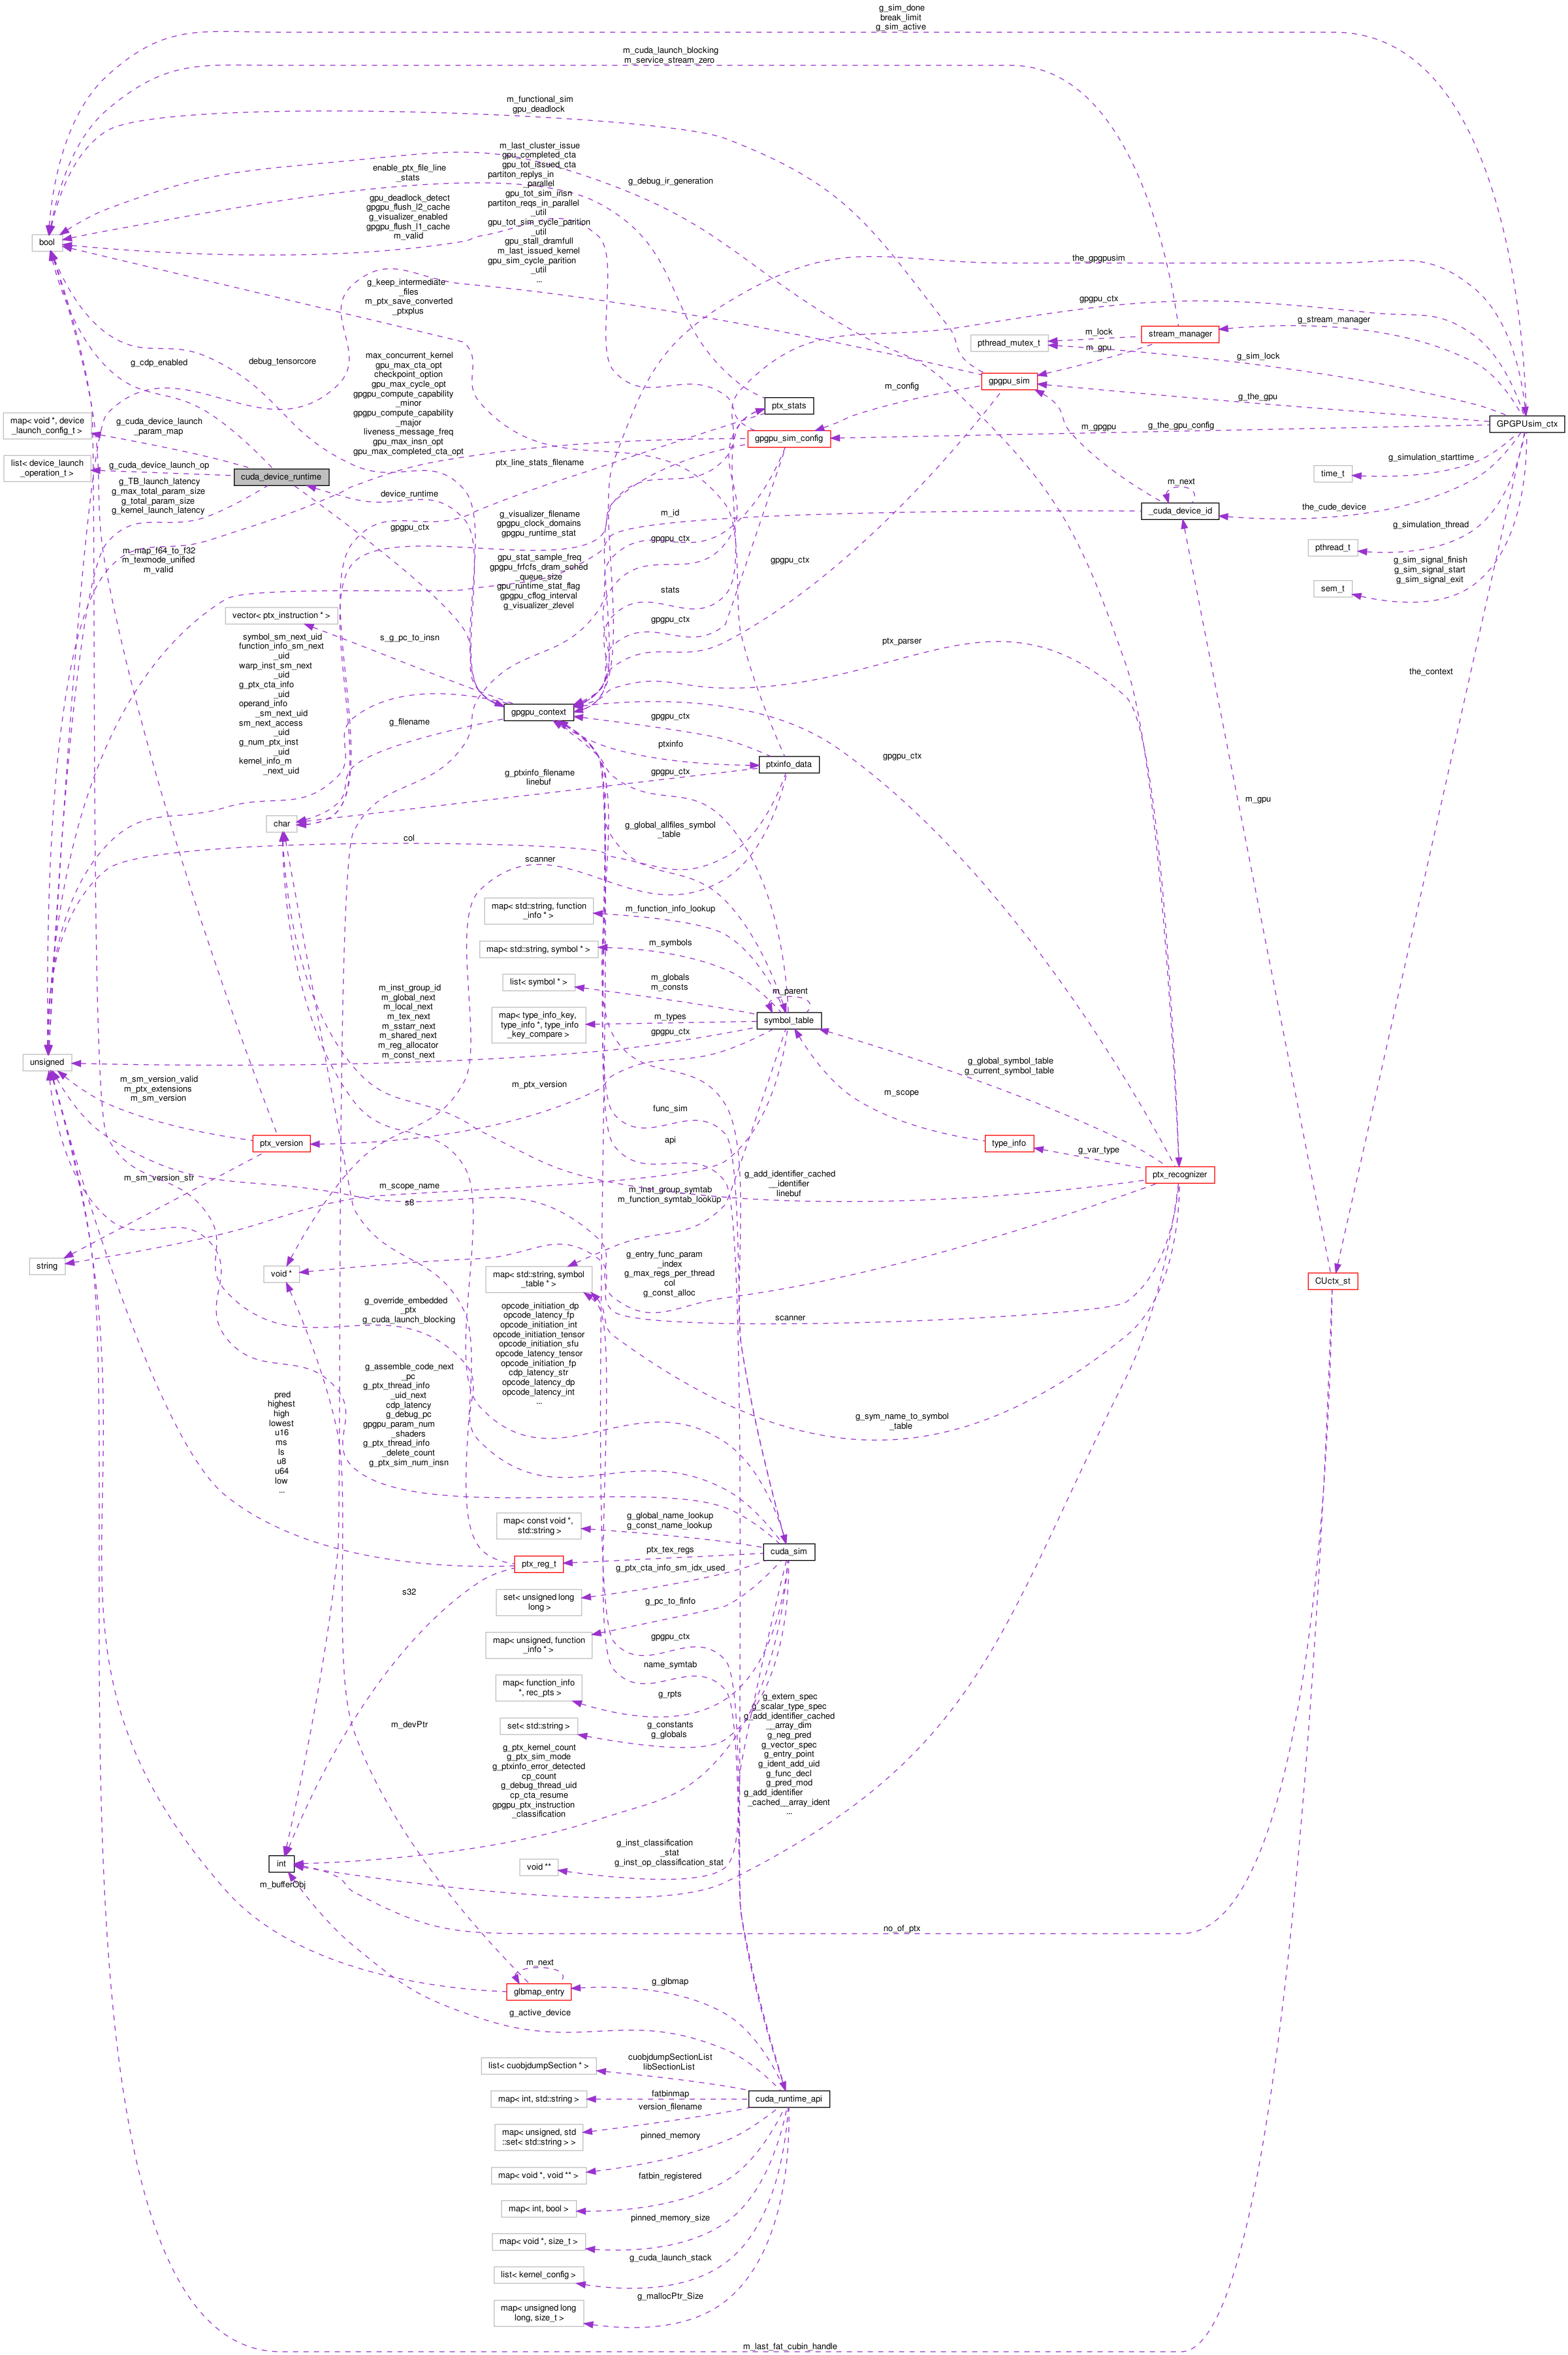 g_sim_done
break_limit
g_sim_active
m_cuda_launch_blocking
m_service_stream_zero
m_functional_sim
gpu_deadlock
m_last_cluster_issue
gpu_completed_cta
gpu_tot_issued_cta
partiton_replys_in
_parallel
gpu_tot_sim_insn
partiton_reqs_in_parallel
_util
gpu_tot_sim_cycle_parition
_util
gpu_stall_dramfull
m_last_issued_kernel
gpu_sim_cycle_parition
_util
...
enable_ptx_file_line
_stats
g_debug_ir_generation
gpu_deadlock_detect
gpgpu_flush_l2_cache
g_visualizer_enabled
gpgpu_flush_l1_cache
m_valid
bool
the_gpgpusim
g_keep_intermediate
_files
m_ptx_save_converted
_ptxplus
gpgpu_ctx
g_stream_manager
stream_manager
m_lock
pthread_mutex_t
m_gpu
g_sim_lock
g_cdp_enabled
debug_tensorcore
max_concurrent_kernel
gpu_max_cta_opt
checkpoint_option
gpu_max_cycle_opt
gpgpu_compute_capability
_minor
gpgpu_compute_capability
_major
liveness_message_freq
gpu_max_insn_opt
gpu_max_completed_cta_opt
gpgpu_sim
m_config
g_the_gpu
ptx_stats
map< void *, device
_launch_config_t >
g_cuda_device_launch
_param_map
GPGPUsim_ctx
m_gpgpu
g_the_gpu_config
gpgpu_sim_config
list< device_launch
_operation_t >
g_cuda_device_launch_op
cuda_device_runtime
ptx_line_stats_filename
g_simulation_starttime
time_t
g_TB_launch_latency
g_max_total_param_size
g_total_param_size
g_kernel_launch_latency
device_runtime
m_next
_cuda_device_id
the_cude_device
g_visualizer_filename
gpgpu_clock_domains
gpgpu_runtime_stat
m_id
gpgpu_ctx
g_simulation_thread
pthread_t
gpgpu_ctx
m_map_f64_to_f32
m_texmode_unified
m_valid
gpu_stat_sample_freq
gpgpu_frfcfs_dram_sched
_queue_size
gpu_runtime_stat_flag
gpgpu_cflog_interval
g_visualizer_zlevel
gpgpu_ctx
g_sim_signal_finish
g_sim_signal_start
g_sim_signal_exit
sem_t
stats
vector< ptx_instruction * >
gpgpu_ctx
s_g_pc_to_insn
ptx_parser
symbol_sm_next_uid
function_info_sm_next
_uid
warp_inst_sm_next
_uid
g_ptx_cta_info
_uid
operand_info
_sm_next_uid
sm_next_access
_uid
g_num_ptx_inst
_uid
kernel_info_m
_next_uid
the_context
gpgpu_context
g_filename
gpgpu_ctx
ptxinfo
gpgpu_ctx
ptxinfo_data
g_ptxinfo_filename
linebuf
gpgpu_ctx
m_gpu
char
g_global_allfiles_symbol
_table
col
scanner
map< std::string, function
_info * >
m_function_info_lookup
map< std::string, symbol * >
m_symbols
list< symbol * >
m_globals
m_consts
m_parent
m_inst_group_id
m_global_next
m_local_next
m_tex_next
m_sstarr_next
m_shared_next
m_reg_allocator
m_const_next
map< type_info_key,
type_info *, type_info
_key_compare >
m_types
gpgpu_ctx
symbol_table
unsigned
g_global_symbol_table
g_current_symbol_table
m_sm_version_valid
m_ptx_extensions
m_sm_version
m_ptx_version
m_scope
func_sim
ptx_version
api
type_info
g_var_type
ptx_recognizer
m_sm_version_str
m_scope_name
s8
m_inst_group_symtab
m_function_symtab_lookup
g_add_identifier_cached
__identifier
linebuf
string
void *
map< std::string, symbol
_table * >
g_entry_func_param
_index
g_max_regs_per_thread
col
g_const_alloc
CUctx_st
g_override_embedded
_ptx
g_cuda_launch_blocking
opcode_initiation_dp
opcode_latency_fp
opcode_initiation_int
opcode_initiation_tensor
opcode_initiation_sfu
opcode_latency_tensor
opcode_initiation_fp
cdp_latency_str
opcode_latency_dp
opcode_latency_int
...
scanner
g_assemble_code_next
_pc
g_ptx_thread_info
_uid_next
cdp_latency
g_debug_pc
gpgpu_param_num
_shaders
g_ptx_thread_info
_delete_count
g_ptx_sim_num_insn
pred
highest
high
lowest
u16
ms
ls
u8
u64
low
...
g_sym_name_to_symbol
_table
map< const void *,
std::string >
g_global_name_lookup
g_const_name_lookup
cuda_sim
ptx_tex_regs
ptx_reg_t
g_ptx_cta_info_sm_idx_used
s32
set< unsigned long
long >
g_pc_to_finfo
map< unsigned, function
_info * >
gpgpu_ctx
name_symtab
map< function_info
*, rec_pts >
g_rpts
m_devPtr
set< std::string >
g_constants
g_globals
g_extern_spec
g_scalar_type_spec
g_add_identifier_cached
__array_dim
g_neg_pred
g_vector_spec
g_entry_point
g_ident_add_uid
g_func_decl
g_pred_mod
g_add_identifier
_cached__array_ident
...
g_ptx_kernel_count
g_ptx_sim_mode
g_ptxinfo_error_detected
cp_count
g_debug_thread_uid
cp_cta_resume
gpgpu_ptx_instruction
_classification
int
void **
g_inst_classification
_stat
g_inst_op_classification_stat
m_bufferObj
no_of_ptx
m_next
glbmap_entry
g_glbmap
g_active_device
list< cuobjdumpSection * >
cuobjdumpSectionList
libSectionList
map< int, std::string >
fatbinmap
cuda_runtime_api
version_filename
map< unsigned, std
::set< std::string > >
pinned_memory
map< void *, void ** >
fatbin_registered
map< int, bool >
pinned_memory_size
map< void *, size_t >
g_cuda_launch_stack
list< kernel_config >
g_mallocPtr_Size
map< unsigned long
long, size_t >
m_last_fat_cubin_handle